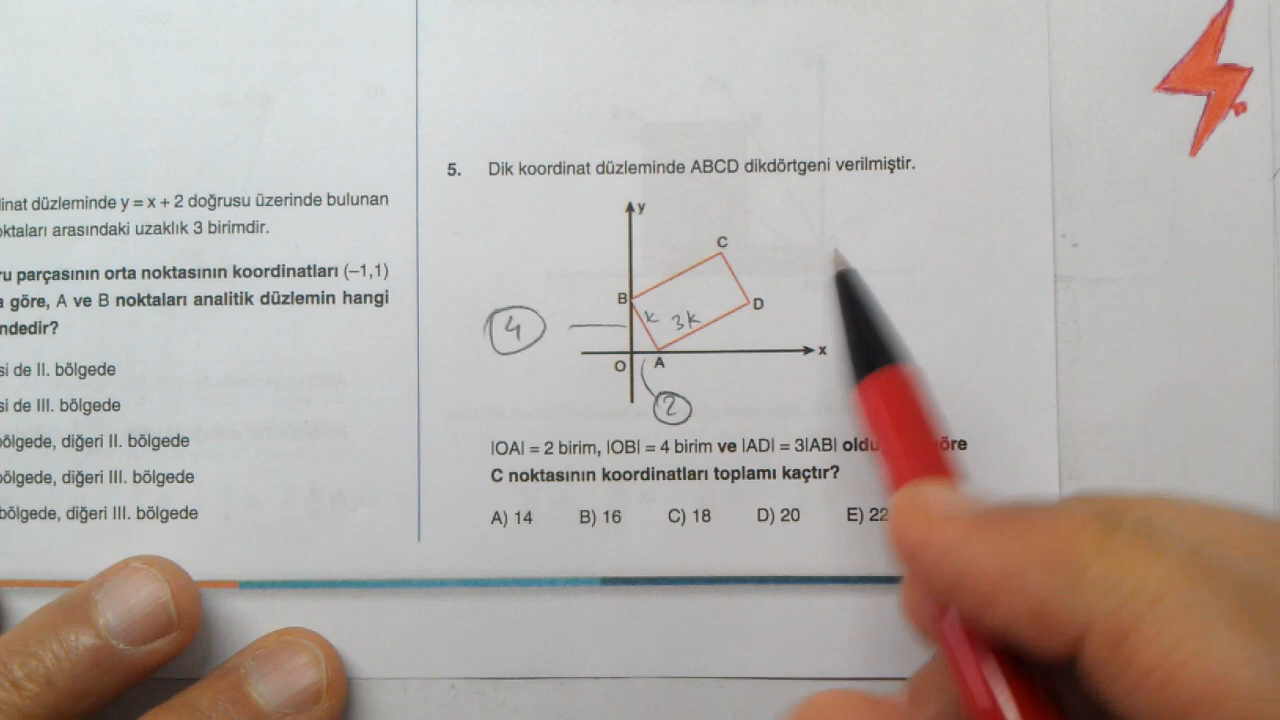 inat düzleminde y = x + 2 doğrusu üzerinde bulunan
oktaları arasındaki uzaklık 3 birimdir.
ru parçasının orta noktasının koordinatları (–1,1)
a göre, A ve B noktaları analitik düzlemin hangi
ndedir?
si de II. bölgede
si de III. bölgede
bölgede, diğeri II. bölgede
bölgede, diğeri III. bölgede
bölgede, diğeri III. bölgede
5. Dik koordinat düzleminde ABCD dikdörtgeni verilmiştir.
y
C
B
k
3k
D
4
x
O
A
2
|OA| = 2 birim, |OB| = 4 birim ve |AD| = 3|AB| öre
C noktasının koordinatları toplamı kaçtır?
A) 14 B) 16 C) 18 D) 20 E) 22